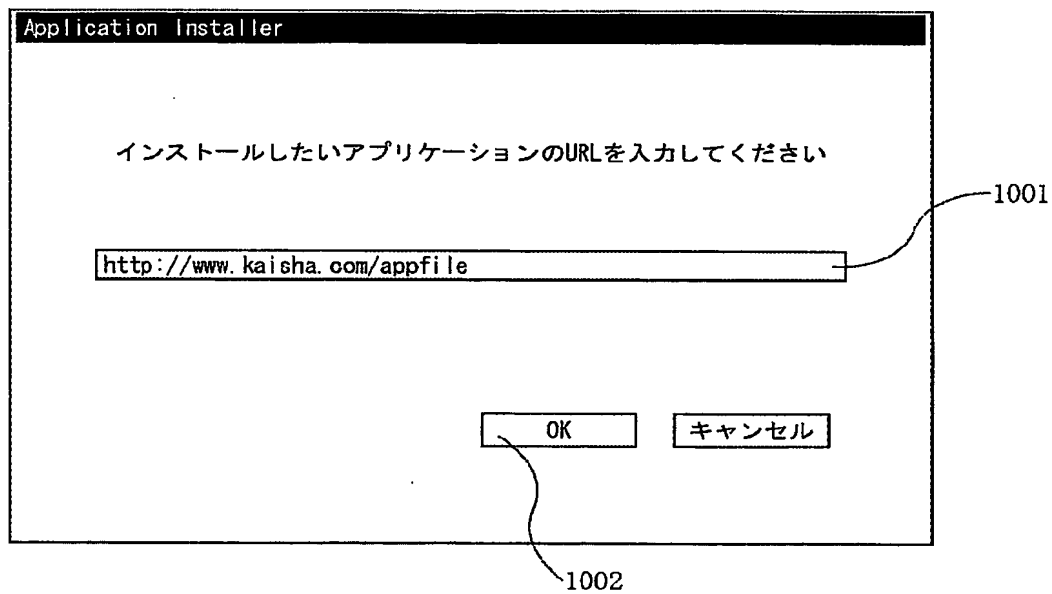 Application Installer
インストールしたいアプリケーションのURLを入力してください
1001
http://www.kaisha.com/appfile
OK キャンセル
1002